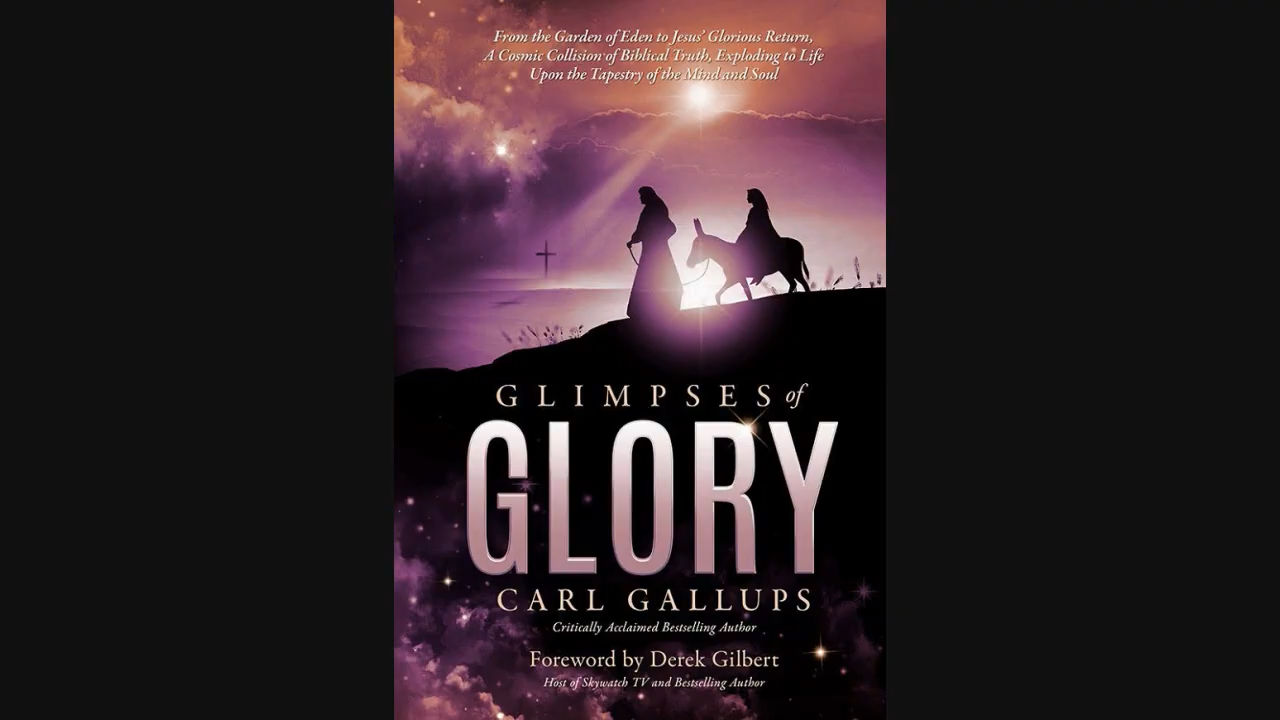 From the Garden of Eden to Jesus' Glorious Return,
A Cosmic Collision of Biblical Truth, Exploding to Life
Upon the Tapestry of the Mind and Soul
GLIMPSES of
GLORY
CARL GALLUPS
Critically Acclaimed Bestselling Author
Foreword by Derek Gilbert
Host of Skywatch TV and Bestselling Author